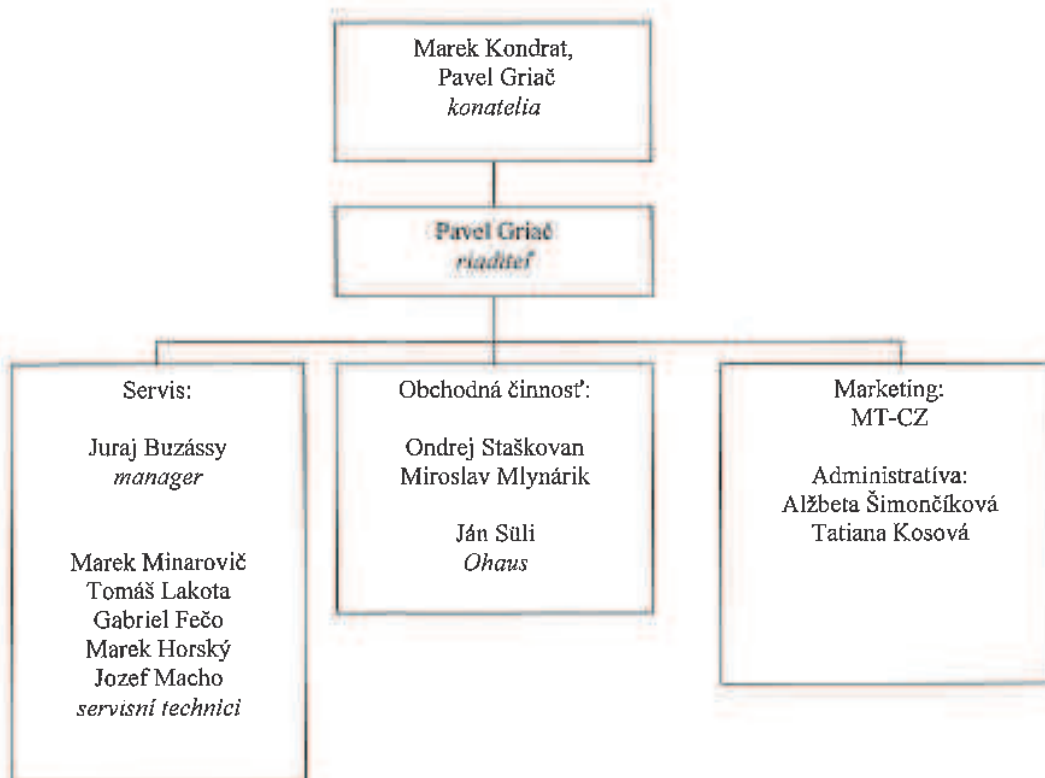 Marek Kondrat,
Pavel Griač
konatelia
Pavel Griač
riaditeľ
Servis:
Juraj Buzássy
manager
Marek Minarovič
Tomáš Lakota
Gabriel Fečo
Marek Horský
Jozef Macho
servisní technici
Obchodná činnosť:
Ondrej Staškovan
Miroslav Mlynárik
Ján Süli
Ohaus
Marketing:
MT-CZ
Administratíva:
Alžbeta Šimončíková
Tatiana Kosová